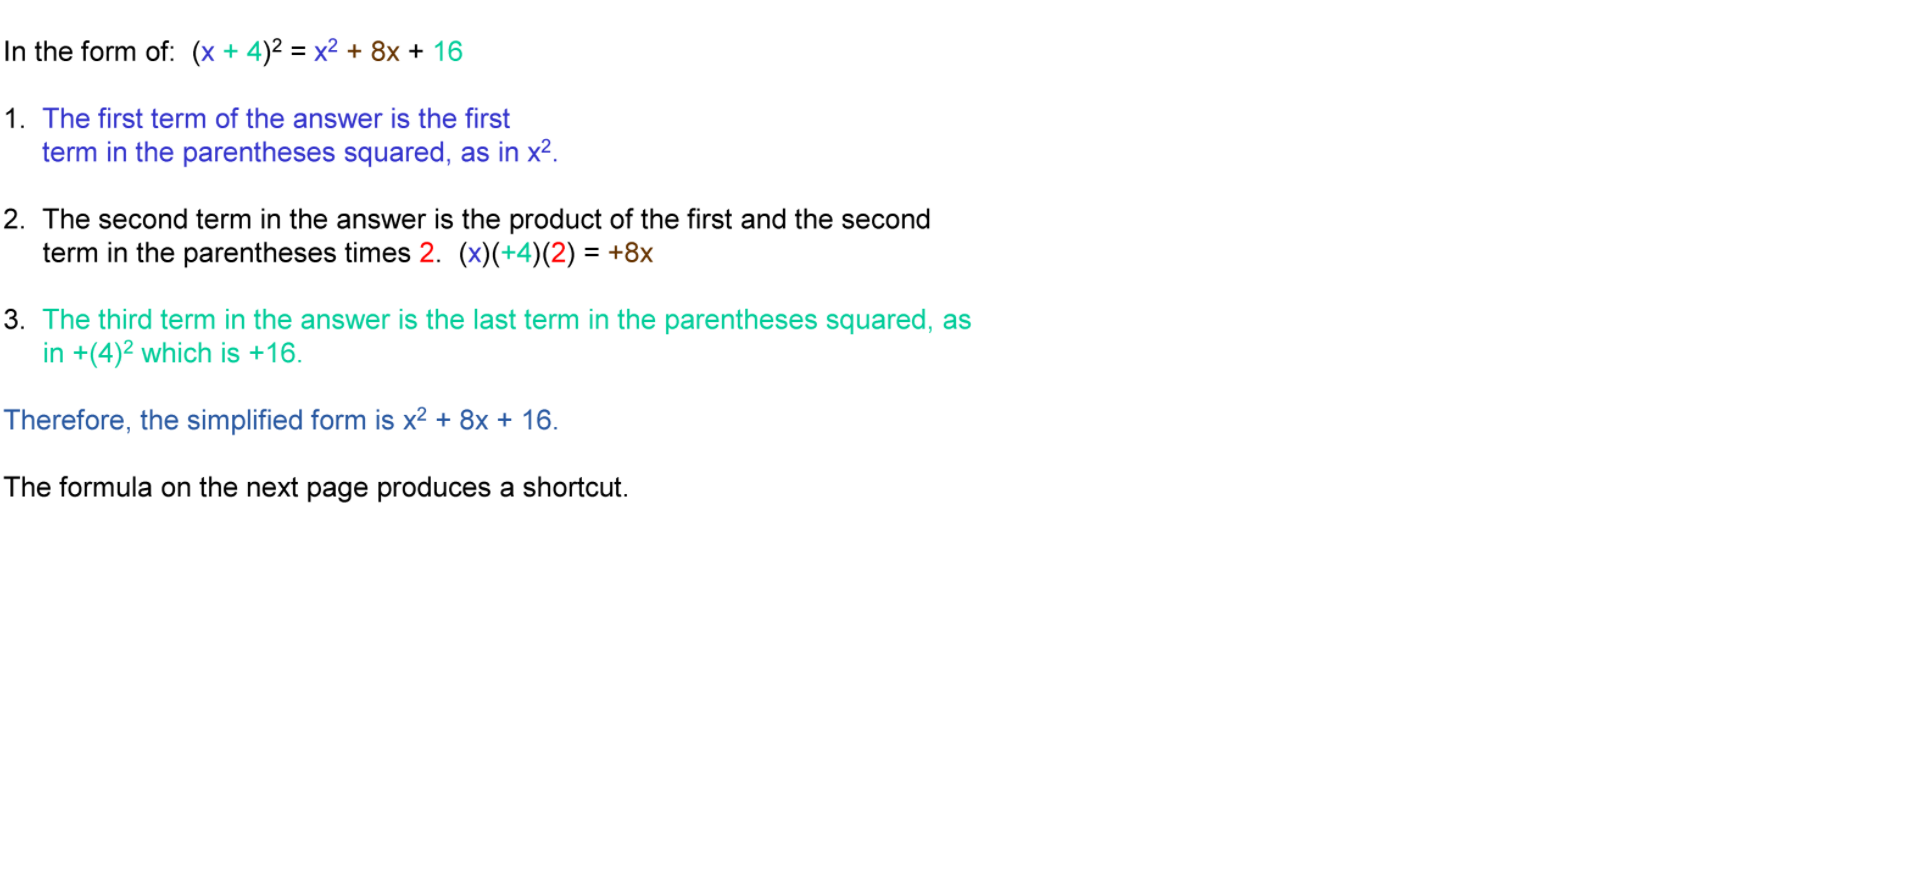 In the form of: (x + 4)² = x² + 8x + 16
1. The first term of the answer is the first
term in the parentheses squared, as in x².
2. The second term in the answer is the product of the first and the second
term in the parentheses times 2. (x)(+4)(2) = +8x
3. The third term in the answer is the last term in the parentheses squared, as
in +(4)² which is +16.
Therefore, the simplified form is x² + 8x + 16.
The formula on the next page produces a shortcut.